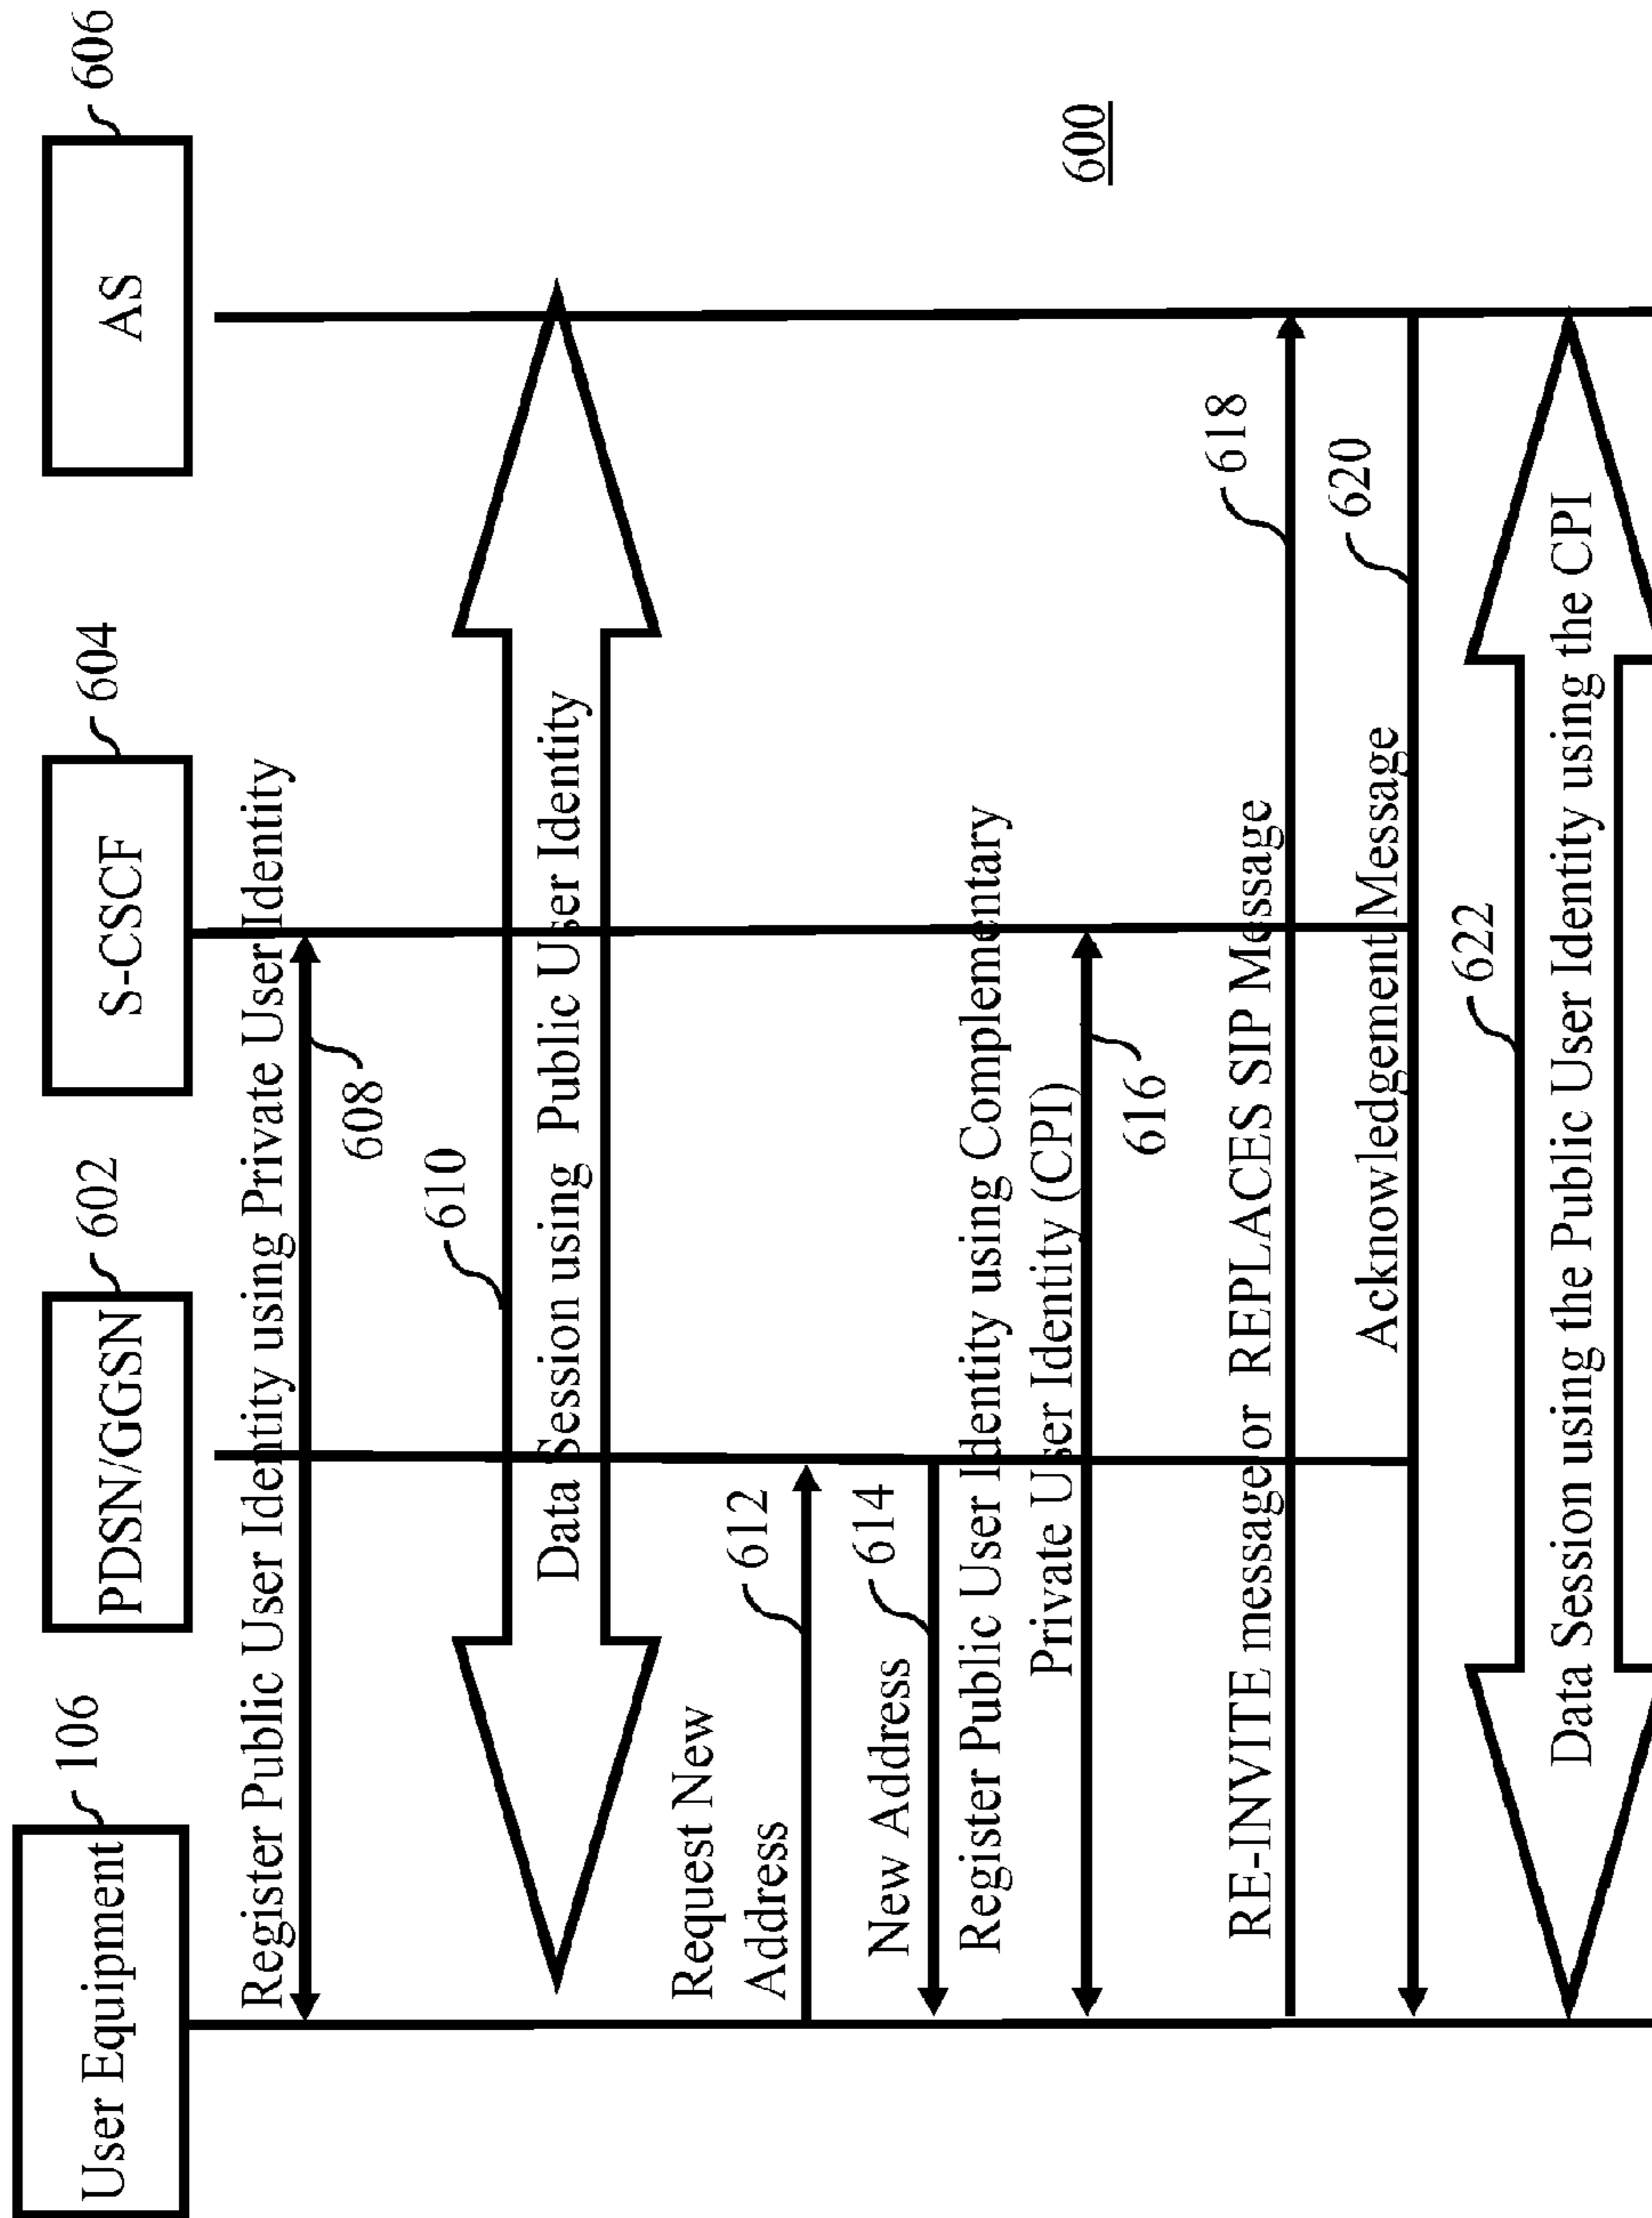 User Equipment
106
PDSN/GGSN
602
S-CSCF
604
AS
606
Register Public User Identity using Private User Identity
608
610
Data Session using Public User Identity
Request New
Address
612
New Address
614
Register Public User Identity using Complementary
Private User Identity (CPI)
616
600
RE-INVITE message or REPLACES SIP Message
618
Acknowledgement Message
620
622
Data Session using the Public User Identity using the CPI